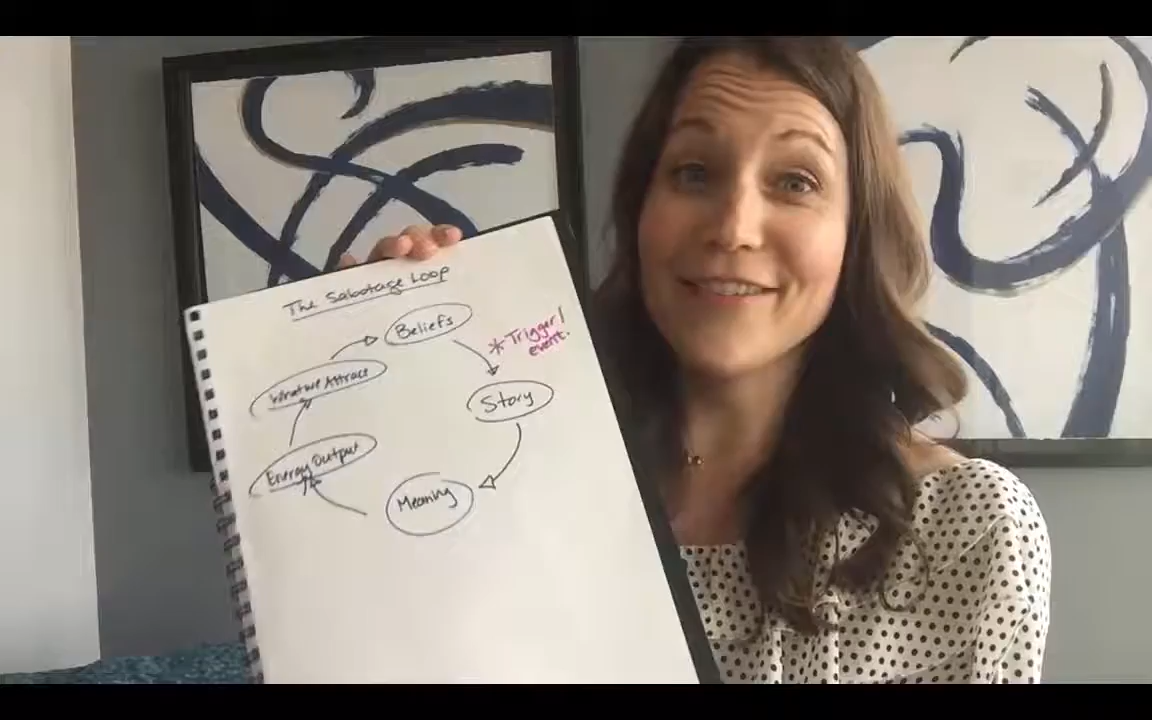 The Sabotage Loop
Beliefs
* Trigger/
event.
Story
Meaning
Energy Output
What we Attract